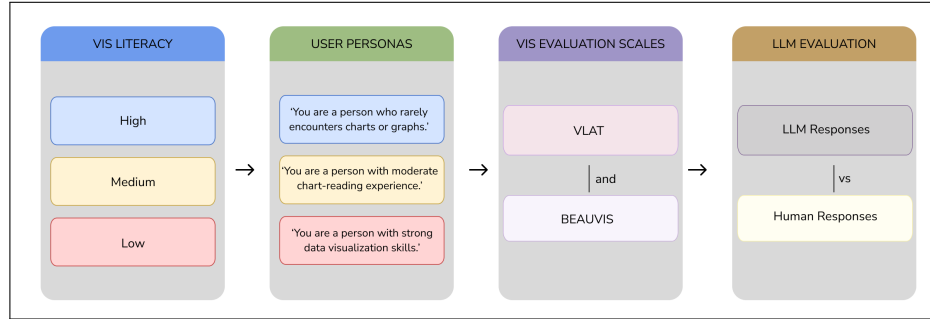 VIS LITERACY
High
Medium
Low
USER PERSONAS
‘You are a person who rarely
encounters charts or graphs.’
‘You are a person with moderate
chart-reading experience.’
‘You are a person with strong
data visualization skills.’
VIS EVALUATION SCALES
VLAT
and
BEAUVIS
LLM EVALUATION
LLM Responses
vs
Human Responses